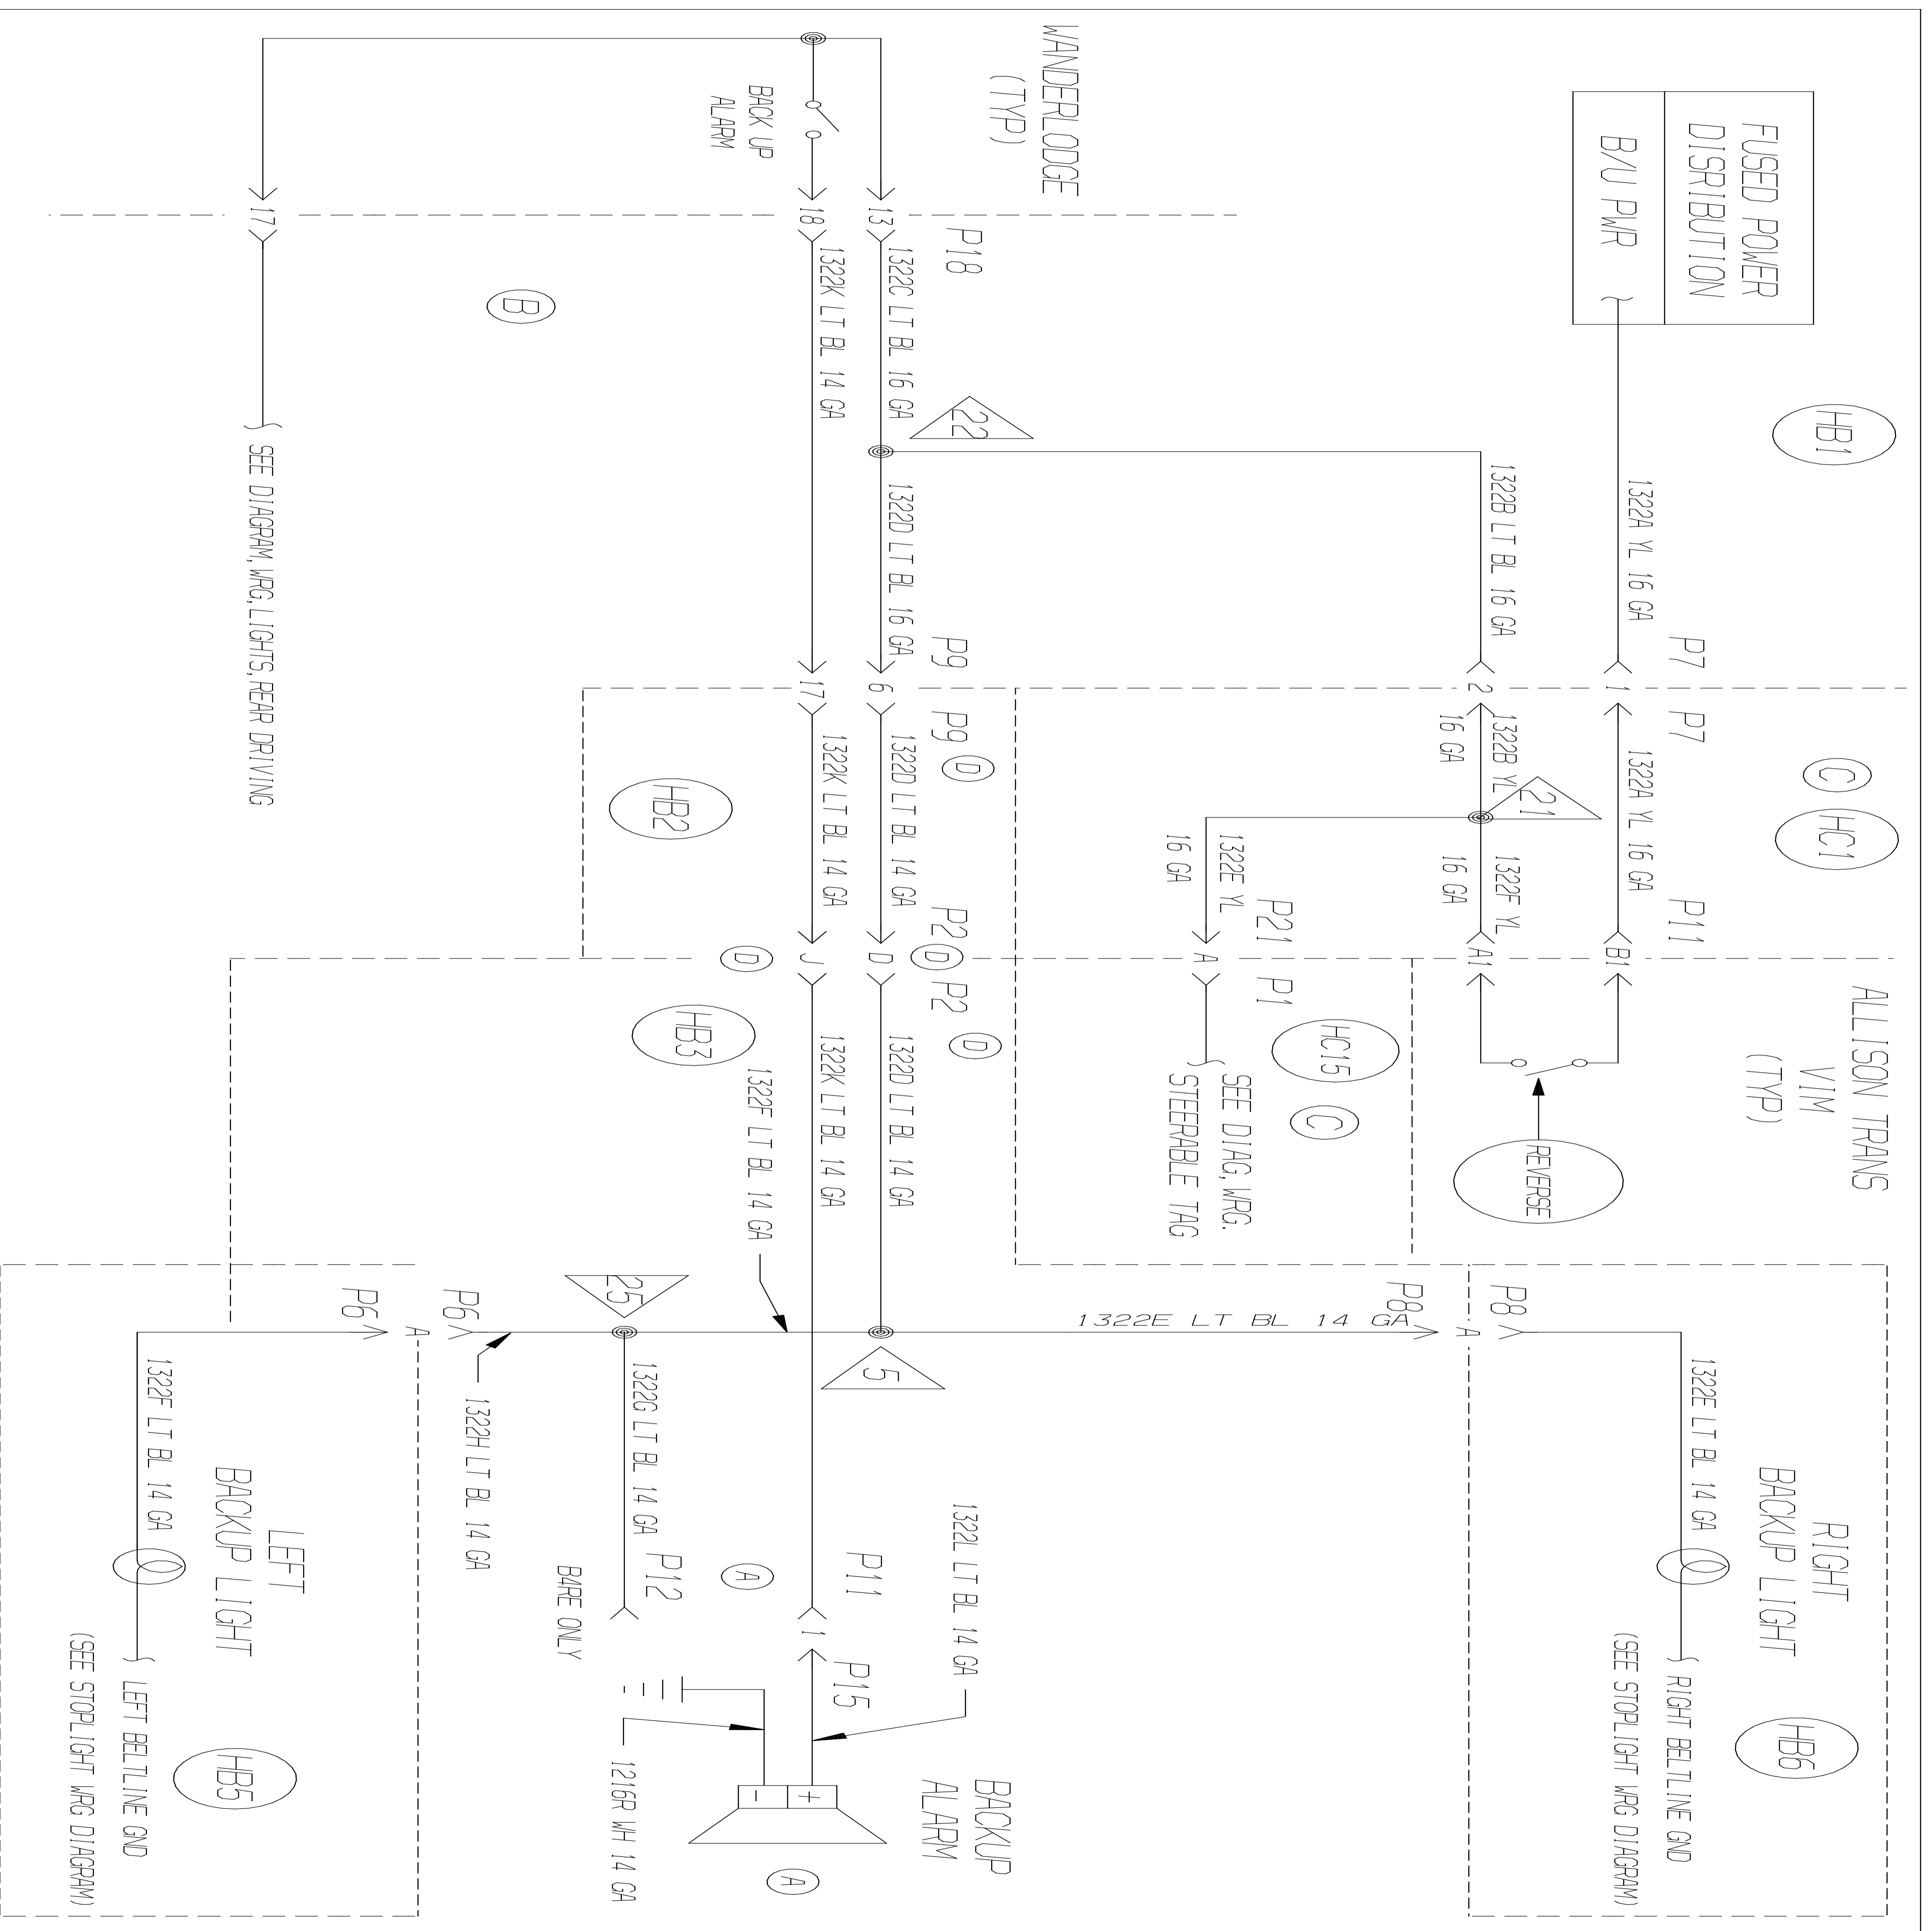 WANDERLODGE
(TYP.)
FUSED POWER
DISRIBUTION
B/U PWR
HB1
1322A YL 16 GA
P7
1
P7
C
HC1
1322A YL 16 GA
P11
B1
ALLISON TRANS
VIM
(TYP)
REVERSE
1322B LT BL 16 GA
2
1322B YL
16 GA
21
1322F YL
16 GA
A1
1322E YL
16 GA
P21
A
P1
HC15
C
SEE DIAG, WRG.
STEERABLE TAG
BACK UP
ALARM
P18
13
1322C LT BL 16 GA
22
1322D LT BL 16 GA
P9
6
P9
D
1322D LT BL 14 GA
P2
D
D
P2
D
1322D LT BL 14 GA
5
18
1322K LT BL 14 GA
17
1322K LT BL 14 GA
J
D
1322K LT BL 14 GA
HB2
HB3
B
17
SEE DIAGRAM, WRG, LIGHTS, REAR DRIVING
1322F LT BL 14 GA
25
1322E LT BL 14 GA
P8
A
P8
1322E LT BL 14 GA
RIGHT
BACKUP LIGHT
RIGHT BELTLINE GND
(SEE STOPLIGHT WRG DIAGRAM)
HB6
P11
1
P15
1322L LT BL 14 GA
A
BACKUP
ALARM
+
-
A
1216R WH 14 GA
1322G LT BL 14 GA
P12
B4RE ONLY
1322H LT BL 14 GA
P6
A
P6
1322F LT BL 14 GA
LEFT
BACKUP LIGHT
LEFT BELTLINE GND
(SEE STOPLIGHT WRG DIAGRAM)
HB5